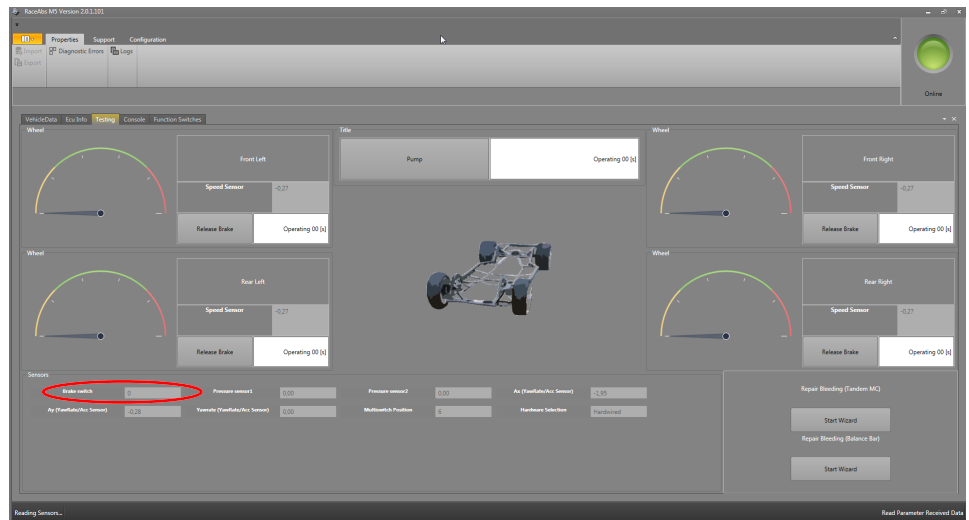 RaceAbs M5 Version 2.0.1.101
Properties Support Configuration
Import Diagnostic Errors Logs
Export
Online
VehicleData Ecu Info Testing Console Function Switches
Wheel
Front Left
Speed Sensor -0,27
Release Brake Operating 00 [s]
Title
Pump Operating 00 [s]
Wheel
Front Right
Speed Sensor -0,27
Release Brake Operating 00 [s]
Wheel
Rear Left
Speed Sensor -0,27
Release Brake Operating 00 [s]
Wheel
Rear Right
Speed Sensor -0,27
Release Brake Operating 00 [s]
Sensors
Brake switch 0 Pressure sensor1 0,00 Pressure sensor2 0,00 Ax (YawRate/Acc Sensor) -1,95
Ay (YawRate/Acc Sensor) -0,28 Yawrate (YawRate/Acc Sensor) 0,00 Multiswitch Position 6 Hardware Selection Hardwired
Repair Bleeding (Tandem MC)
Start Wizard
Repair Bleeding (Balance Bar)
Start Wizard
Reading Sensors... Read Parameter Received Data